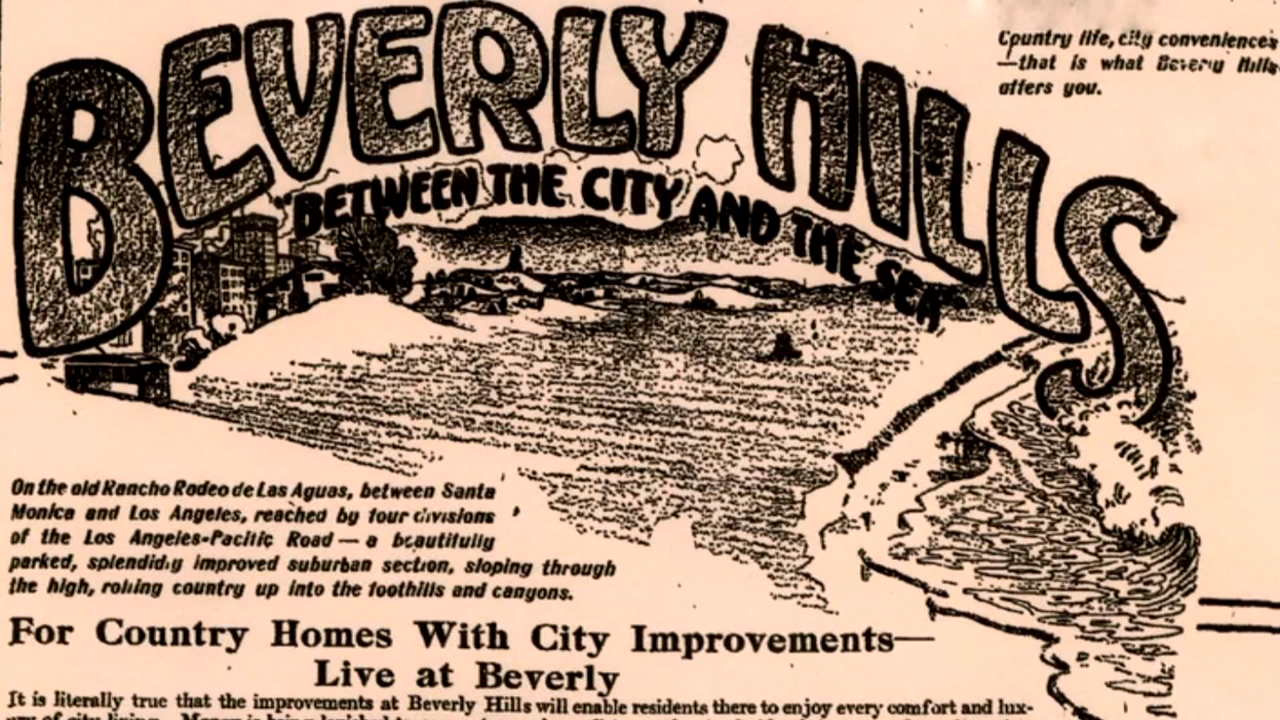 BEVERLY HILLS
"BETWEEN THE CITY AND THE SEA"
Country life, city conveniences
—that is what Beverly Hills
offers you.
On the old Rancho Rodeo de Las Aguas, between Santa
Monica and Los Angeles, reached by four divisions
of the Los Angeles-Pacific Road — a beautifully
parked, splendidly improved suburban section, sloping through
the high, rolling country up into the foothills and canyons.
For Country Homes With City Improvements—
Live at Beverly
It is literally true that the improvements at Beverly Hills will enable residents there to enjoy every comfort and lux-